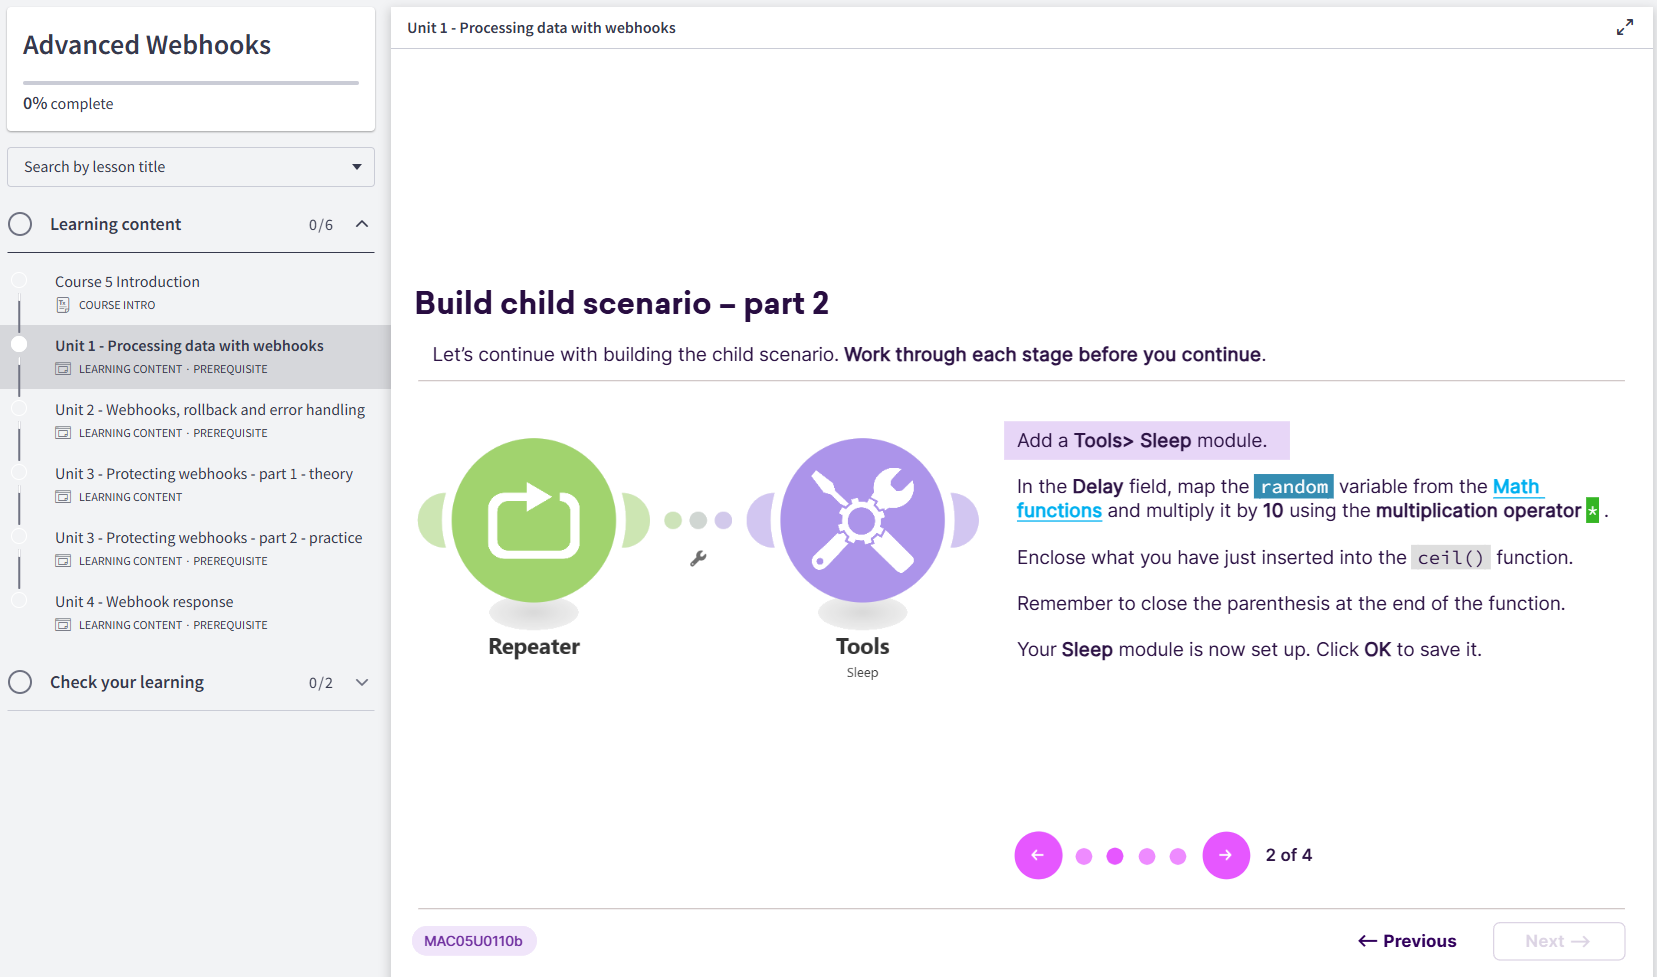 Advanced Webhooks
0% complete
Search by lesson title
Learning content 0/6
Course 5 Introduction
COURSE INTRO
Unit 1 - Processing data with webhooks
LEARNING CONTENT · PREREQUISITE
Unit 2 - Webhooks, rollback and error handling
LEARNING CONTENT · PREREQUISITE
Unit 3 - Protecting webhooks - part 1 - theory
LEARNING CONTENT
Unit 3 - Protecting webhooks - part 2 - practice
LEARNING CONTENT · PREREQUISITE
Unit 4 - Webhook response
LEARNING CONTENT · PREREQUISITE
Check your learning 0/2
Unit 1 - Processing data with webhooks
Build child scenario – part 2
Let's continue with building the child scenario. Work through each stage before you continue.
Repeater
Tools
Sleep
Add a Tools> Sleep module.
In the Delay field, map the random variable from the Math
functions and multiply it by 10 using the multiplication operator * .
Enclose what you have just inserted into the ceil() function.
Remember to close the parenthesis at the end of the function.
Your Sleep module is now set up. Click OK to save it.
← → 2 of 4
MAC05U0110b
← Previous
Next →